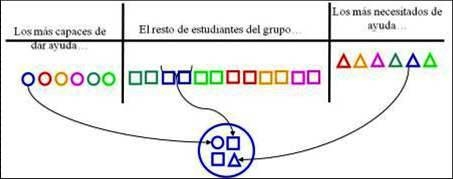 Los más capaces de
dar ayuda…
El resto de estudiantes del grupo…
Los más necesitados de
ayuda…